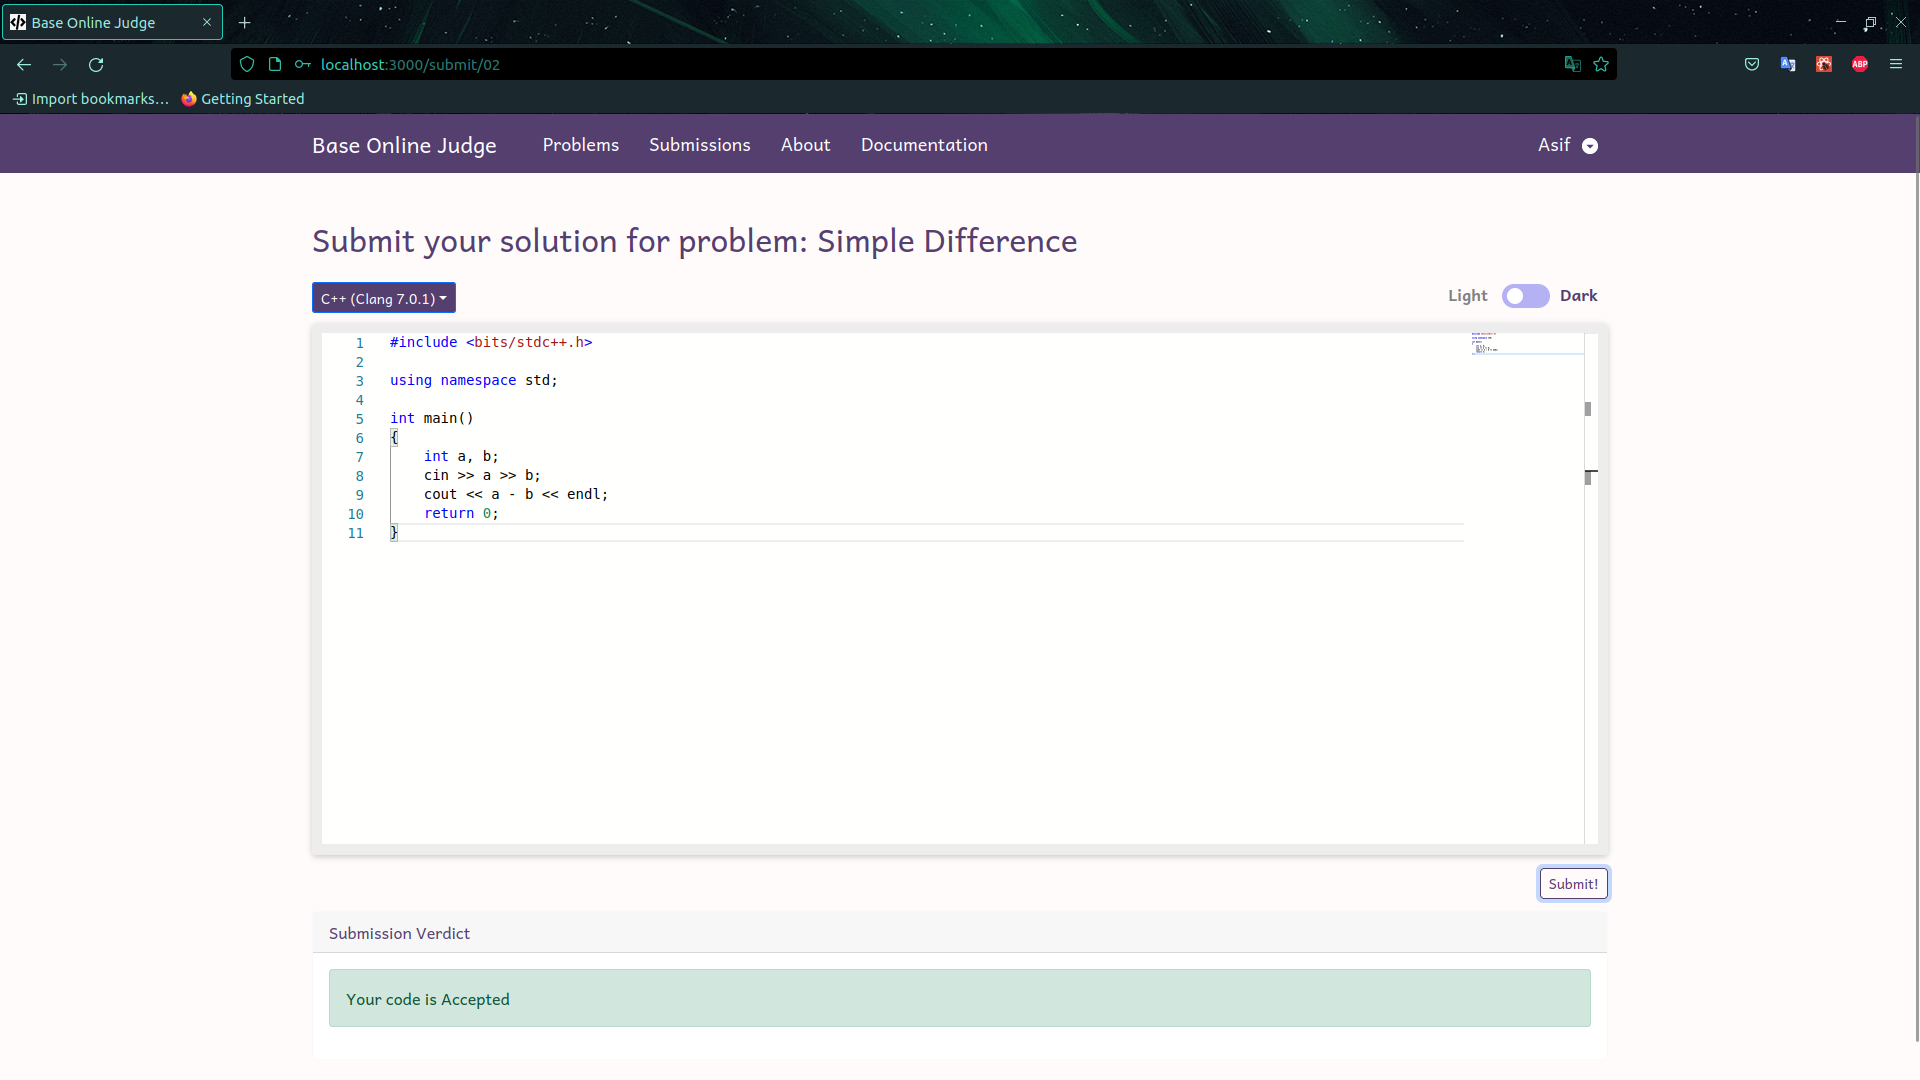 Base Online Judge
localhost:3000/submit/02
ABP
Import bookmarks...
Getting Started
Base Online Judge
Problems
Submissions
About
Documentation
Asif
Submit your solution for problem: Simple Difference
C++ (Clang 7.0.1)
Light
Dark
1 #include <bits/stdc++.h>
2
3 using namespace std;
4
5 int main()
6 {
7 int a, b;
8 cin >> a >> b;
9 cout << a - b << endl;
10 return 0;
11 }
Submit!
Submission Verdict
Your code is Accepted